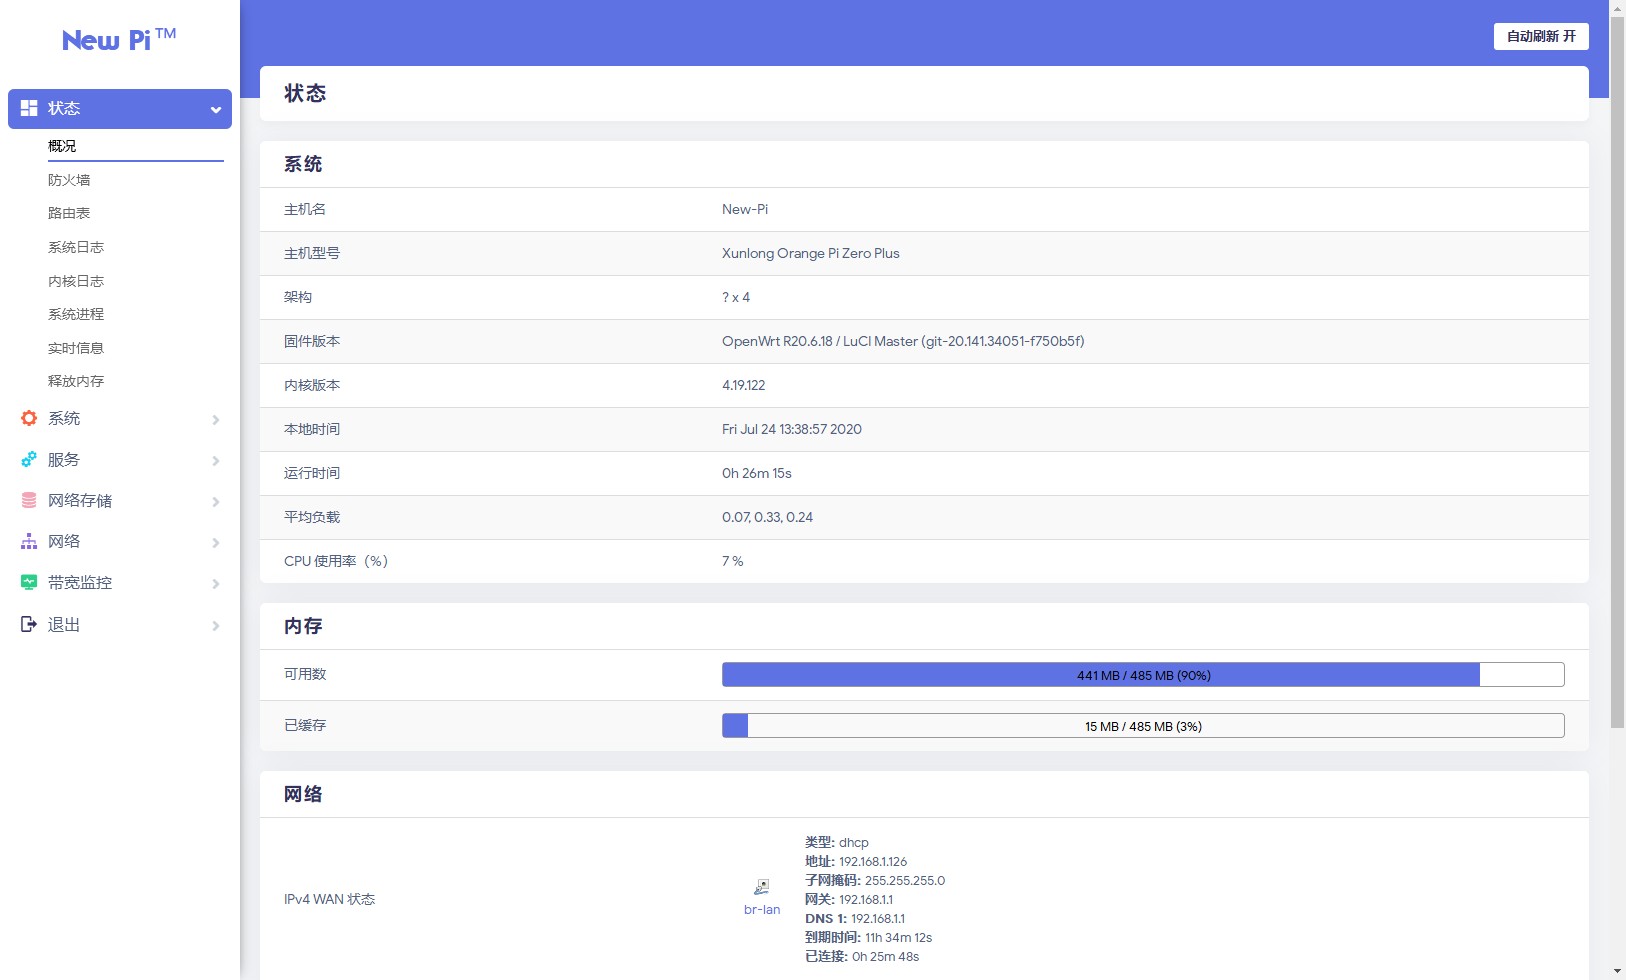 New Pi™
自动刷新 开
状态
概况
防火墙
路由表
系统日志
内核日志
系统进程
实时信息
释放内存
系统
服务
网络存储
网络
带宽监控
退出
状态
系统
主机名 New-Pi
主机型号 Xunlong Orange Pi Zero Plus
架构 ? x 4
固件版本 OpenWrt R20.6.18 / LuCI Master (git-20.141.34051-f750b5f)
内核版本 4.19.122
本地时间 Fri Jul 24 13:38:57 2020
运行时间 0h 26m 15s
平均负载 0.07, 0.33, 0.24
CPU 使用率（%） 7 %
内存
可用数 441 MB / 485 MB (90%)
已缓存 15 MB / 485 MB (3%)
网络
IPv4 WAN 状态
br-lan
类型: dhcp
地址: 192.168.1.126
子网掩码: 255.255.255.0
网关: 192.168.1.1
DNS 1: 192.168.1.1
到期时间: 11h 34m 12s
已连接: 0h 25m 48s